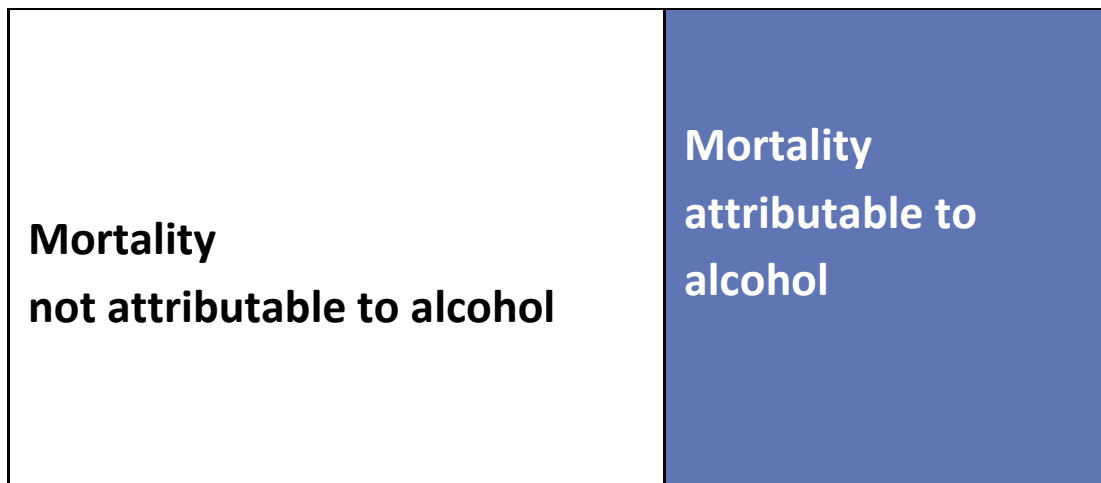 Mortality
not attributable to alcohol
Mortality
attributable to
alcohol